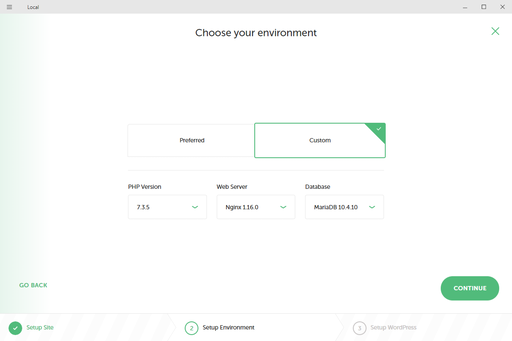 Local
Choose your environment
Preferred
Custom
PHP Version
Web Server
Database
7.3.5
Nginx 1.16.0
MariaDB 10.4.10
GO BACK
CONTINUE
Setup Site
2 Setup Environment
3 Setup WordPress